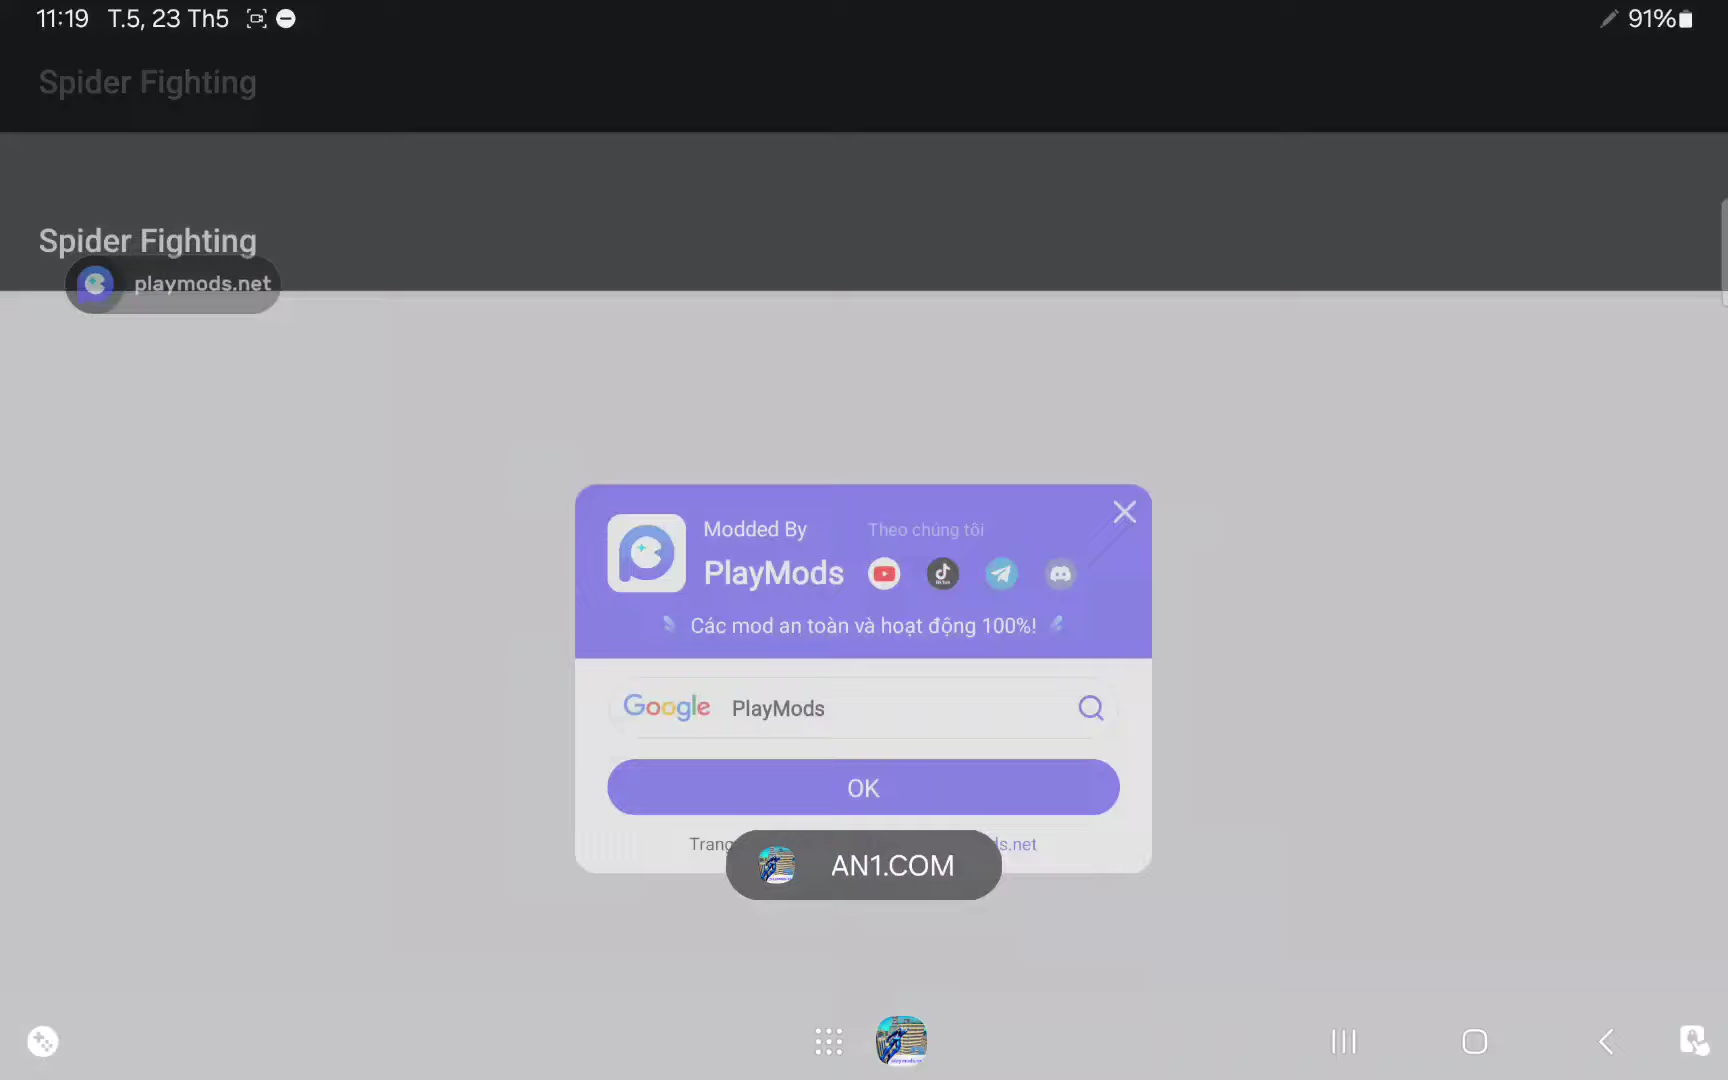 11:19 T.5, 23 Th5
91%
Spider Fighting
Spider Fighting
playmods.net
Modded By
Theo chúng tôi
PlayMods
Các mod an toàn và hoạt động 100%!
Google PlayMods
OK
Trang
ds.net
AN1.COM